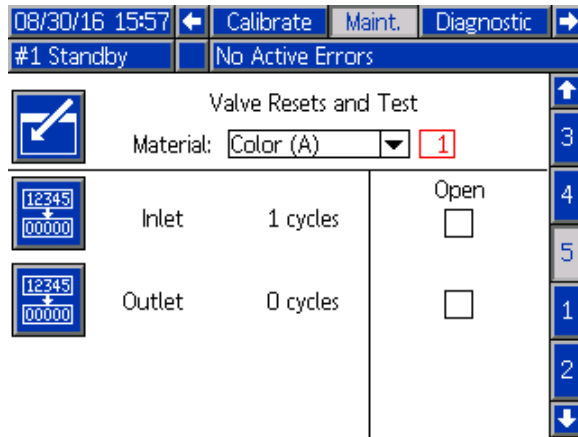 08/30/16 15:57 Calibrate Maint. Diagnostic
#1 Standby No Active Errors
Valve Resets and Test
Material: Color (A) 1
3
Open
12345
00000
Inlet 1 cycles
4
5
12345
00000
Outlet 0 cycles
1
2